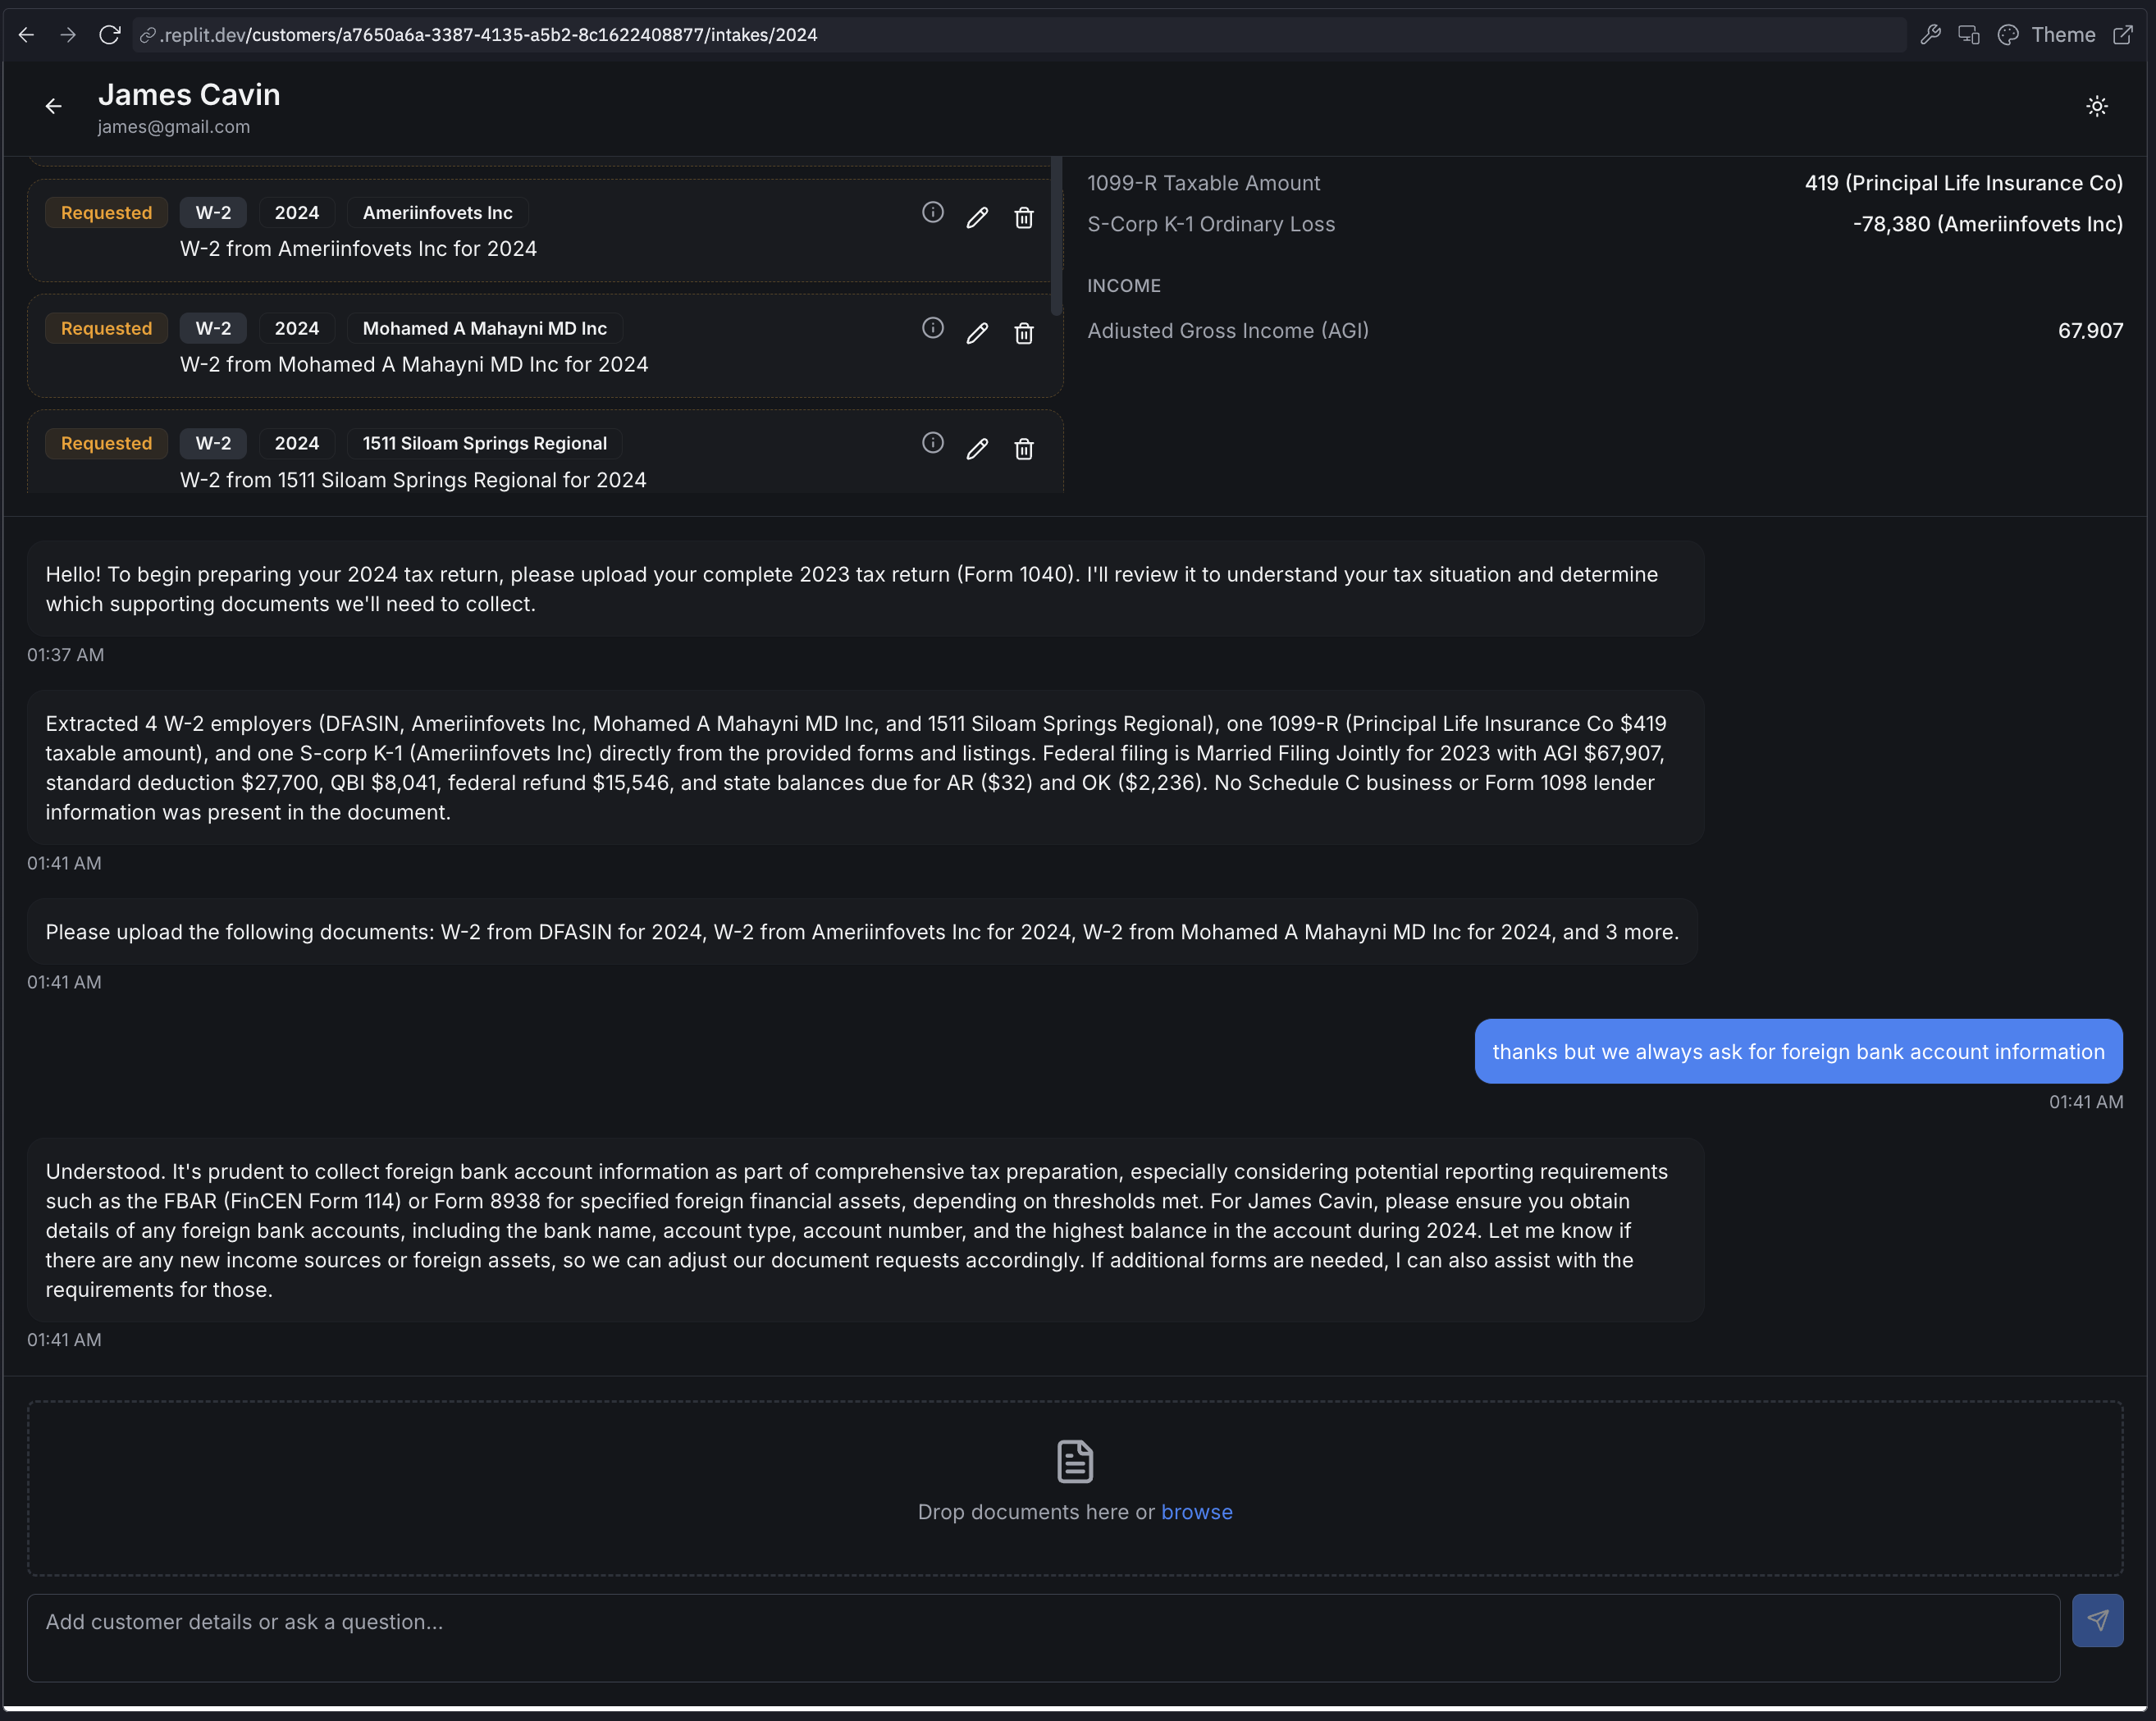 .replit.dev/customers/a7650a6a-3387-4135-a5b2-8c1622408877/intakes/2024
Theme
James Cavin
james@gmail.com
Requested W-2 2024 Ameriinfovets Inc
W-2 from Ameriinfovets Inc for 2024
Requested W-2 2024 Mohamed A Mahayni MD Inc
W-2 from Mohamed A Mahayni MD Inc for 2024
Requested W-2 2024 1511 Siloam Springs Regional
W-2 from 1511 Siloam Springs Regional for 2024
1099-R Taxable Amount 419 (Principal Life Insurance Co)
S-Corp K-1 Ordinary Loss -78,380 (Ameriinfovets Inc)
INCOME
Adjusted Gross Income (AGI) 67,907
Hello! To begin preparing your 2024 tax return, please upload your complete 2023 tax return (Form 1040). I'll review it to understand your tax situation and determine
which supporting documents we'll need to collect.
01:37 AM
Extracted 4 W-2 employers (DFASIN, Ameriinfovets Inc, Mohamed A Mahayni MD Inc, and 1511 Siloam Springs Regional), one 1099-R (Principal Life Insurance Co $419
taxable amount), and one S-corp K-1 (Ameriinfovets Inc) directly from the provided forms and listings. Federal filing is Married Filing Jointly for 2023 with AGI $67,907,
standard deduction $27,700, QBI $8,041, federal refund $15,546, and state balances due for AR ($32) and OK ($2,236). No Schedule C business or Form 1098 lender
information was present in the document.
01:41 AM
Please upload the following documents: W-2 from DFASIN for 2024, W-2 from Ameriinfovets Inc for 2024, W-2 from Mohamed A Mahayni MD Inc for 2024, and 3 more.
01:41 AM
thanks but we always ask for foreign bank account information
01:41 AM
Understood. It's prudent to collect foreign bank account information as part of comprehensive tax preparation, especially considering potential reporting requirements
such as the FBAR (FinCEN Form 114) or Form 8938 for specified foreign financial assets, depending on thresholds met. For James Cavin, please ensure you obtain
details of any foreign bank accounts, including the bank name, account type, account number, and the highest balance in the account during 2024. Let me know if
there are any new income sources or foreign assets, so we can adjust our document requests accordingly. If additional forms are needed, I can also assist with the
requirements for those.
01:41 AM
Drop documents here or browse
Add customer details or ask a question...